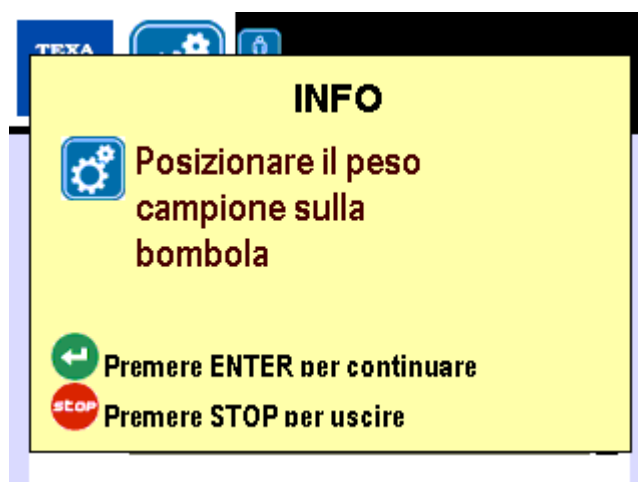 TEXA
INFO
Posizionare il peso
campione sulla
bombola
Premere ENTER per continuare
stop Premere STOP per uscire